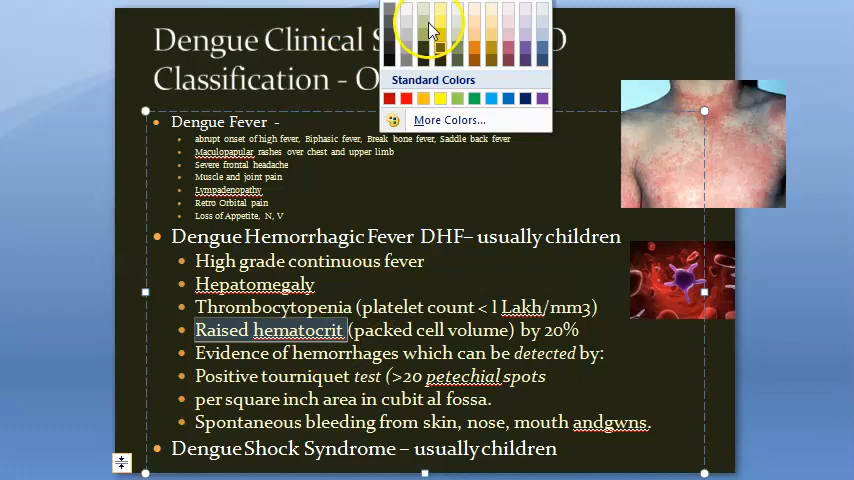 Dengue Clinical S
Classification - O
Standard Colors
More Colors...
Dengue Fever -
abrupt onset of high fever, Biphasic fever, Break bone fever, Saddle back fever
Maculopapular rashes over chest and upper limb
Severe frontal headache
Muscle and joint pain
Lympadenopathy
Retro Orbital pain
Loss of Appetite, N, V
Dengue Hemorrhagic Fever DHF– usually children
High grade continuous fever
Hepatomegaly
Thrombocytopenia (platelet count < 1 Lakh/mm3)
Raised hematocrit (packed cell volume) by 20%
Evidence of hemorrhages which can be detected by:
Positive tourniquet test (>20 petechial spots
per square inch area in cubit al fossa.
Spontaneous bleeding from skin, nose, mouth andgwns.
Dengue Shock Syndrome – usually children